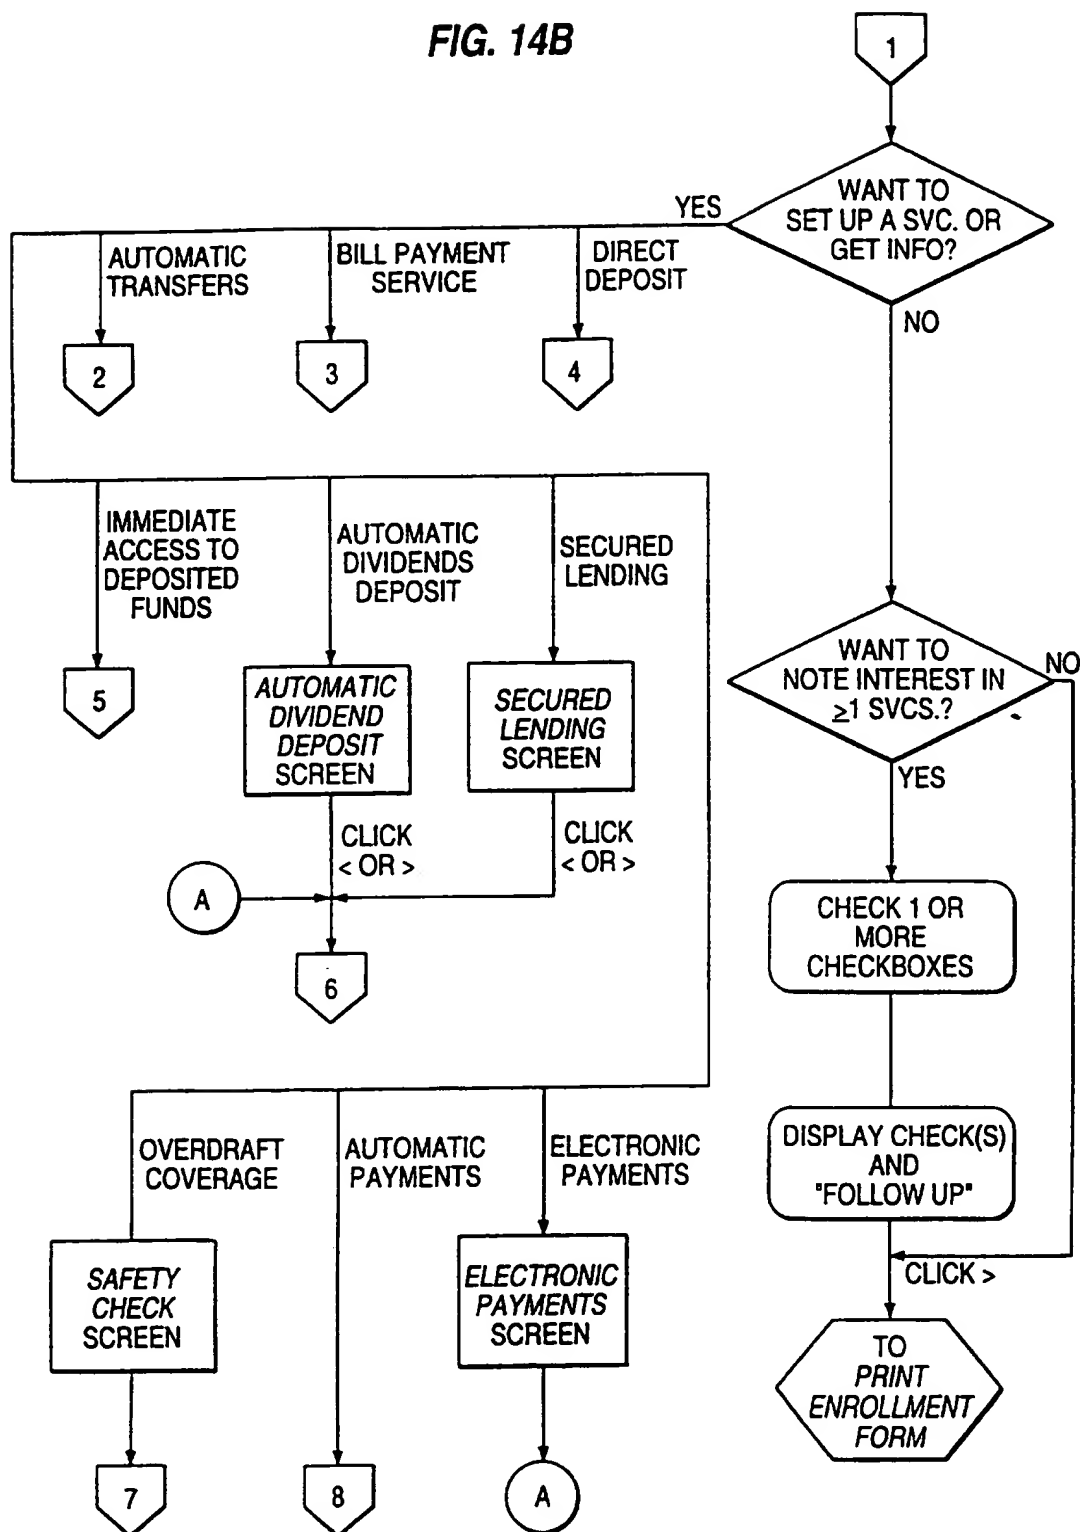 FIG. 14B
1
WANT TO
SET UP A SVC. OR
GET INFO?
YES
NO
AUTOMATIC
TRANSFERS
2
BILL PAYMENT
SERVICE
3
DIRECT
DEPOSIT
4
IMMEDIATE
ACCESS TO
DEPOSITED
FUNDS
5
AUTOMATIC
DIVIDENDS
DEPOSIT
AUTOMATIC
DIVIDEND
DEPOSIT
SCREEN
CLICK
< OR >
SECURED
LENDING
SECURED
LENDING
SCREEN
CLICK
< OR >
A
6
WANT TO
NOTE INTEREST IN
≥1 SVCS.?
NO
YES
CHECK 1 OR
MORE
CHECKBOXES
DISPLAY CHECK(S)
AND
"FOLLOW UP"
CLICK >
TO
PRINT
ENROLLMENT
FORM
OVERDRAFT
COVERAGE
SAFETY
CHECK
SCREEN
7
AUTOMATIC
PAYMENTS
8
ELECTRONIC
PAYMENTS
ELECTRONIC
PAYMENTS
SCREEN
A